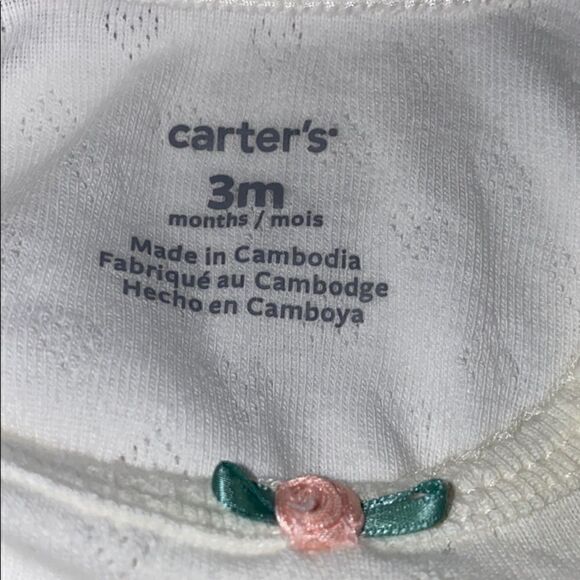 carter's
3m
months / mois
Made in Cambodia
Fabriqué au Cambodge
Hecho en Camboya